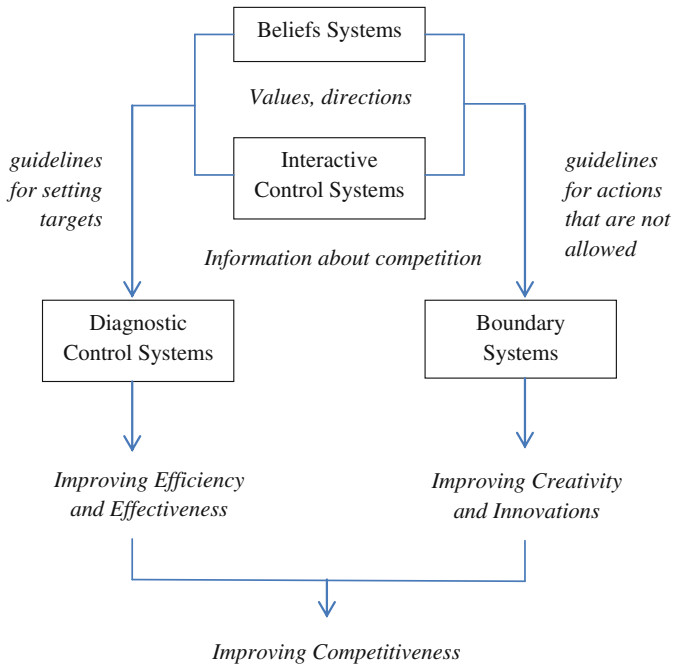 Beliefs Systems
Values, directions
guidelines
for setting
targets
Interactive
Control Systems
guidelines
for actions
that are not
allowed
Information about competition
Diagnostic
Control Systems
Boundary
Systems
Improving Efficiency
and Effectiveness
Improving Creativity
and Innovations
Improving Competitiveness